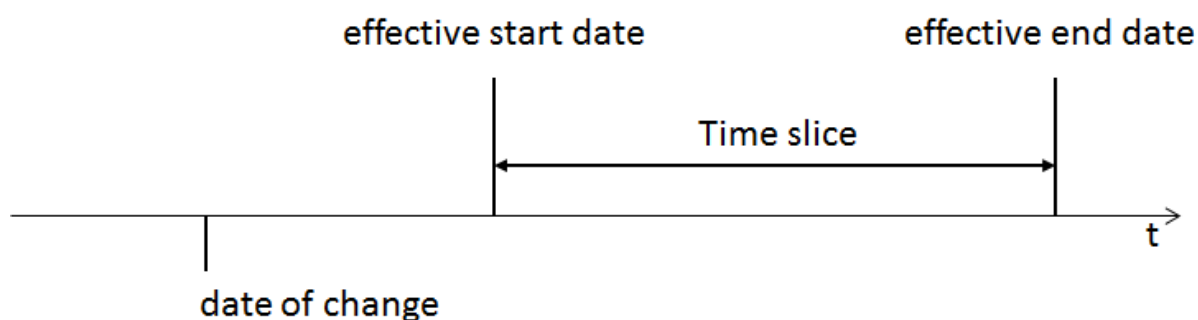 effective start date
effective end date
Time slice
t
date of change